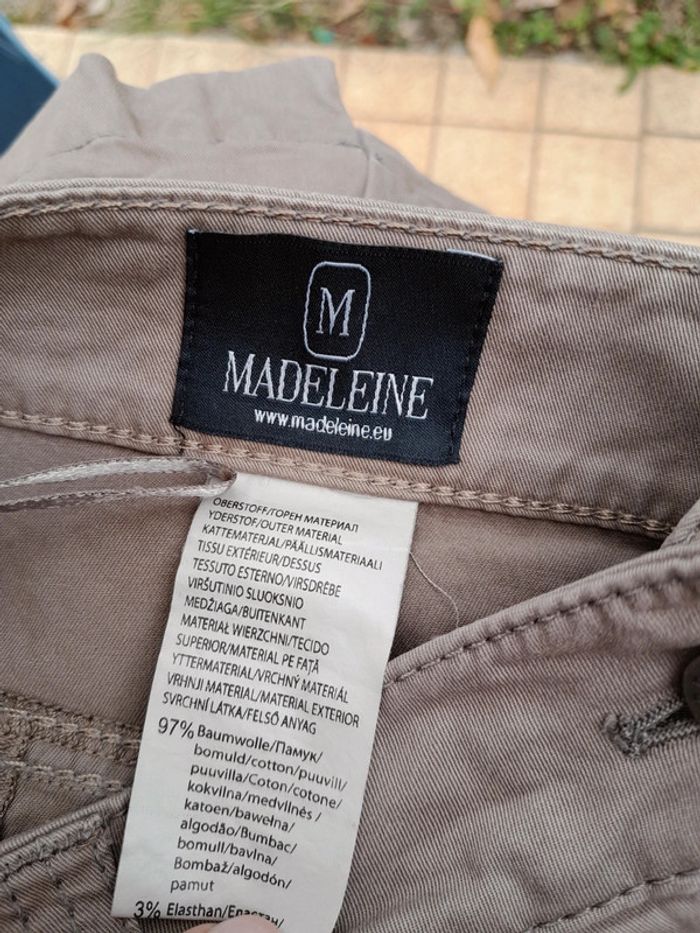 M
MADELEINE
www.madeleine.eu
OBERSTOFF/ГОРЕН МАТЕРИАЛ
YDERSTOF/OUTER MATERIAL
KATTEMATERJAL/PÄÄLLISMATERIAALI
TISSU EXTÉRIEUR/DESSUS
TESSUTO ESTERNO/VIRSDRĒBE
VIRŠUTINIO SLUOKSNIO
MEDŽIAGA/BUITENKANT
MATERIAŁ WIERZCHNI/TECIDO
SUPERIOR/MATERIAL PE FAȚĂ
YTTERMATERIAL/VRCHNÝ MATERIÁL
VRHNJI MATERIAL/MATERIAL EXTERIOR
SVRCHNÍ LÁTKA/FELSŐ ANYAG
97% Baumwolle/Памук/
bomuld/cotton/puuvill/
puuvilla/Coton/cotone/
kokvilna/medvilnės/
katoen/bawełna/
algodão/Bumbac/
bomull/bavlna/
Bombaž/algodón/
pamut
3% Elasthan/Еластан/